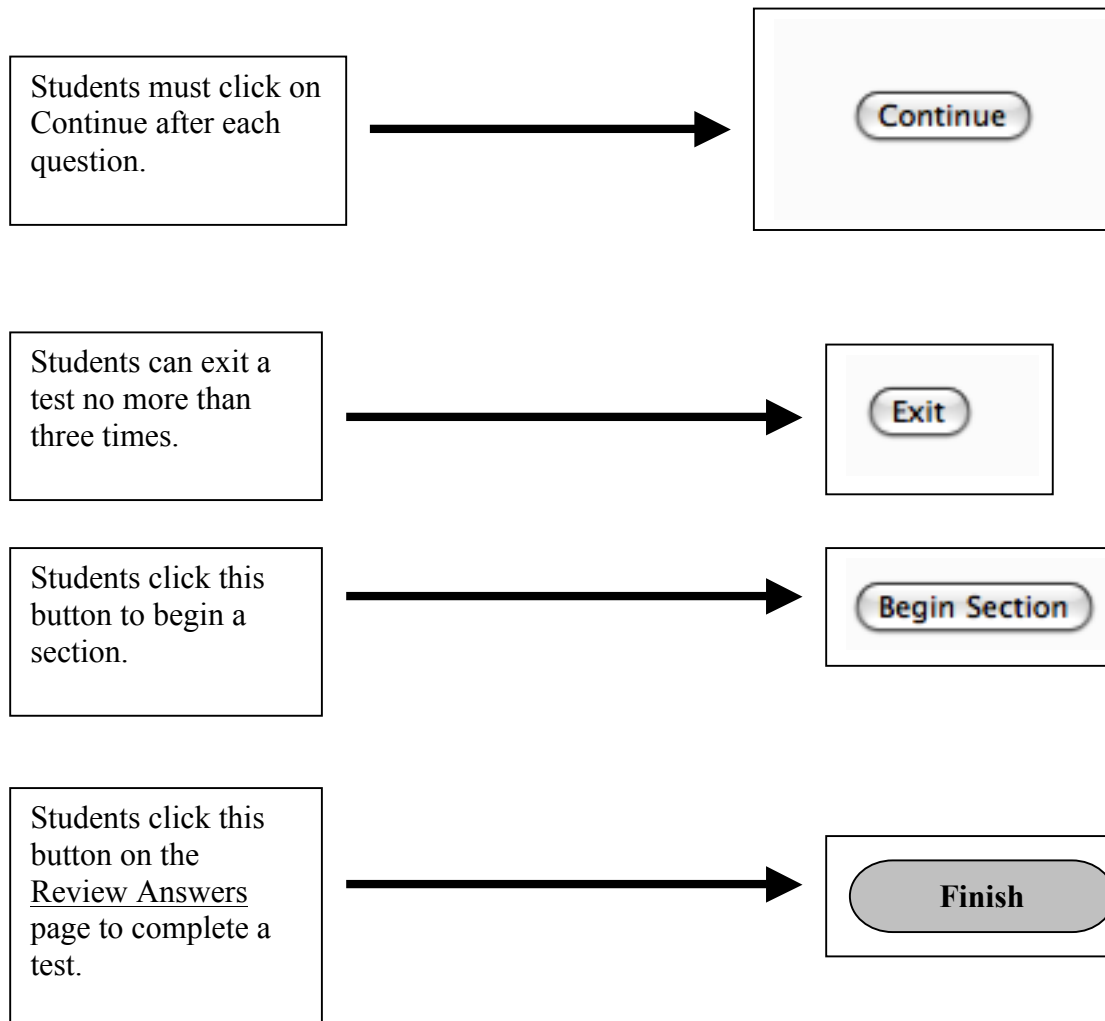 Students must click on
Continue after each
question.
Continue
Students can exit a
test no more than
three times.
Exit
Students click this
button to begin a
section.
Begin Section
Students click this
button on the
Review Answers
page to complete a
test.
Finish